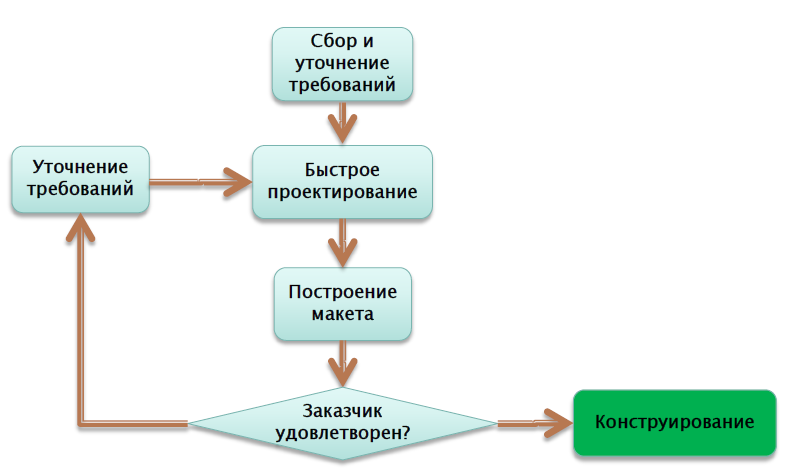 Сбор и
уточнение
требований
Уточнение
требований
Быстрое
проектирование
Построение
макета
Заказчик
удовлетворен?
Конструирование